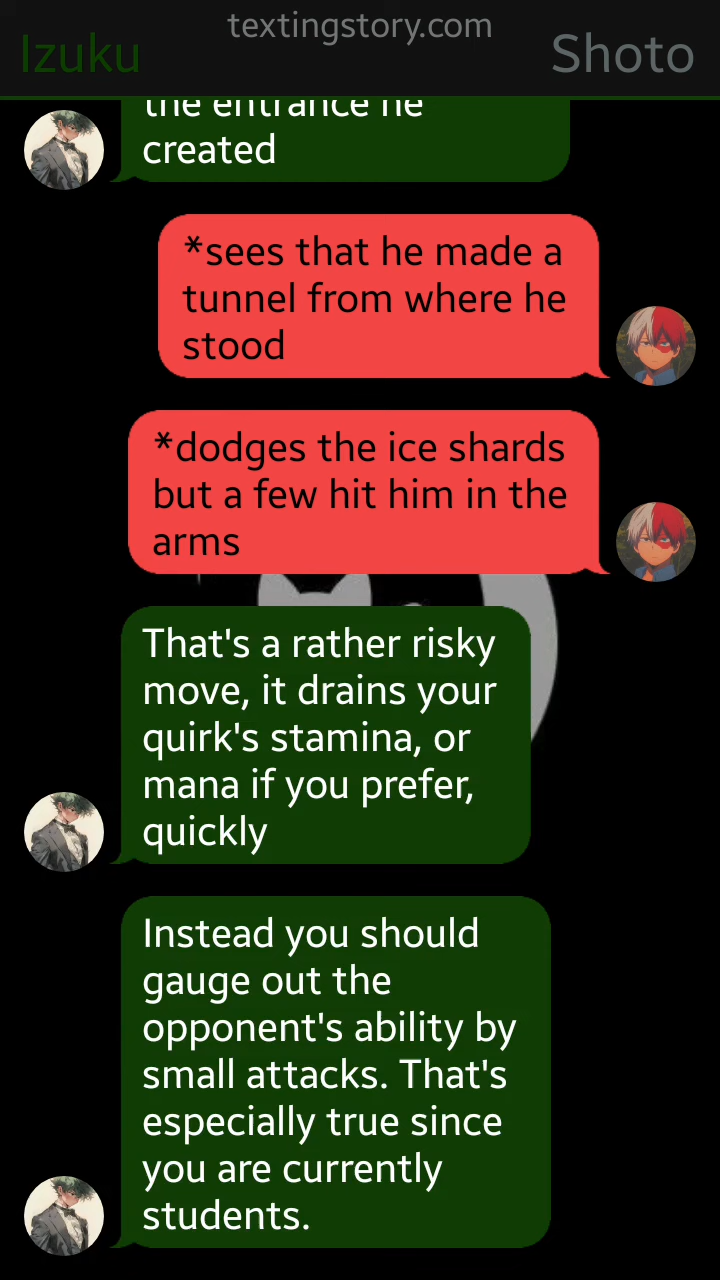 textingstory.com
Izuku
Shoto
the entrance he
created
*sees that he made a
tunnel from where he
stood
*dodges the ice shards
but a few hit him in the
arms
That's a rather risky
move, it drains your
quirk's stamina, or
mana if you prefer,
quickly
Instead you should
gauge out the
opponent's ability by
small attacks. That's
especially true since
you are currently
students.